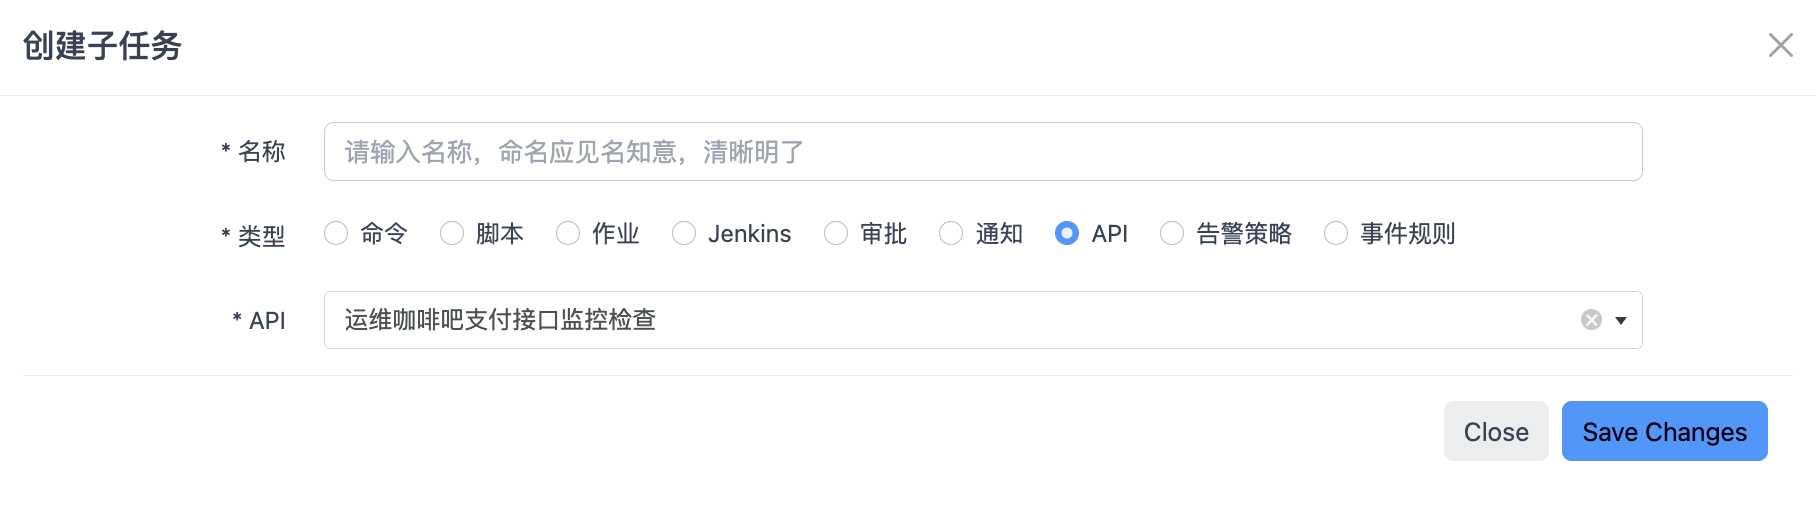 创建子任务
* 名称 请输入名称，命名应见名知意，清晰明了
* 类型 命令 脚本 作业 Jenkins 审批 通知 API 告警策略 事件规则
* API 运维咖啡吧支付接口监控检查
Close Save Changes